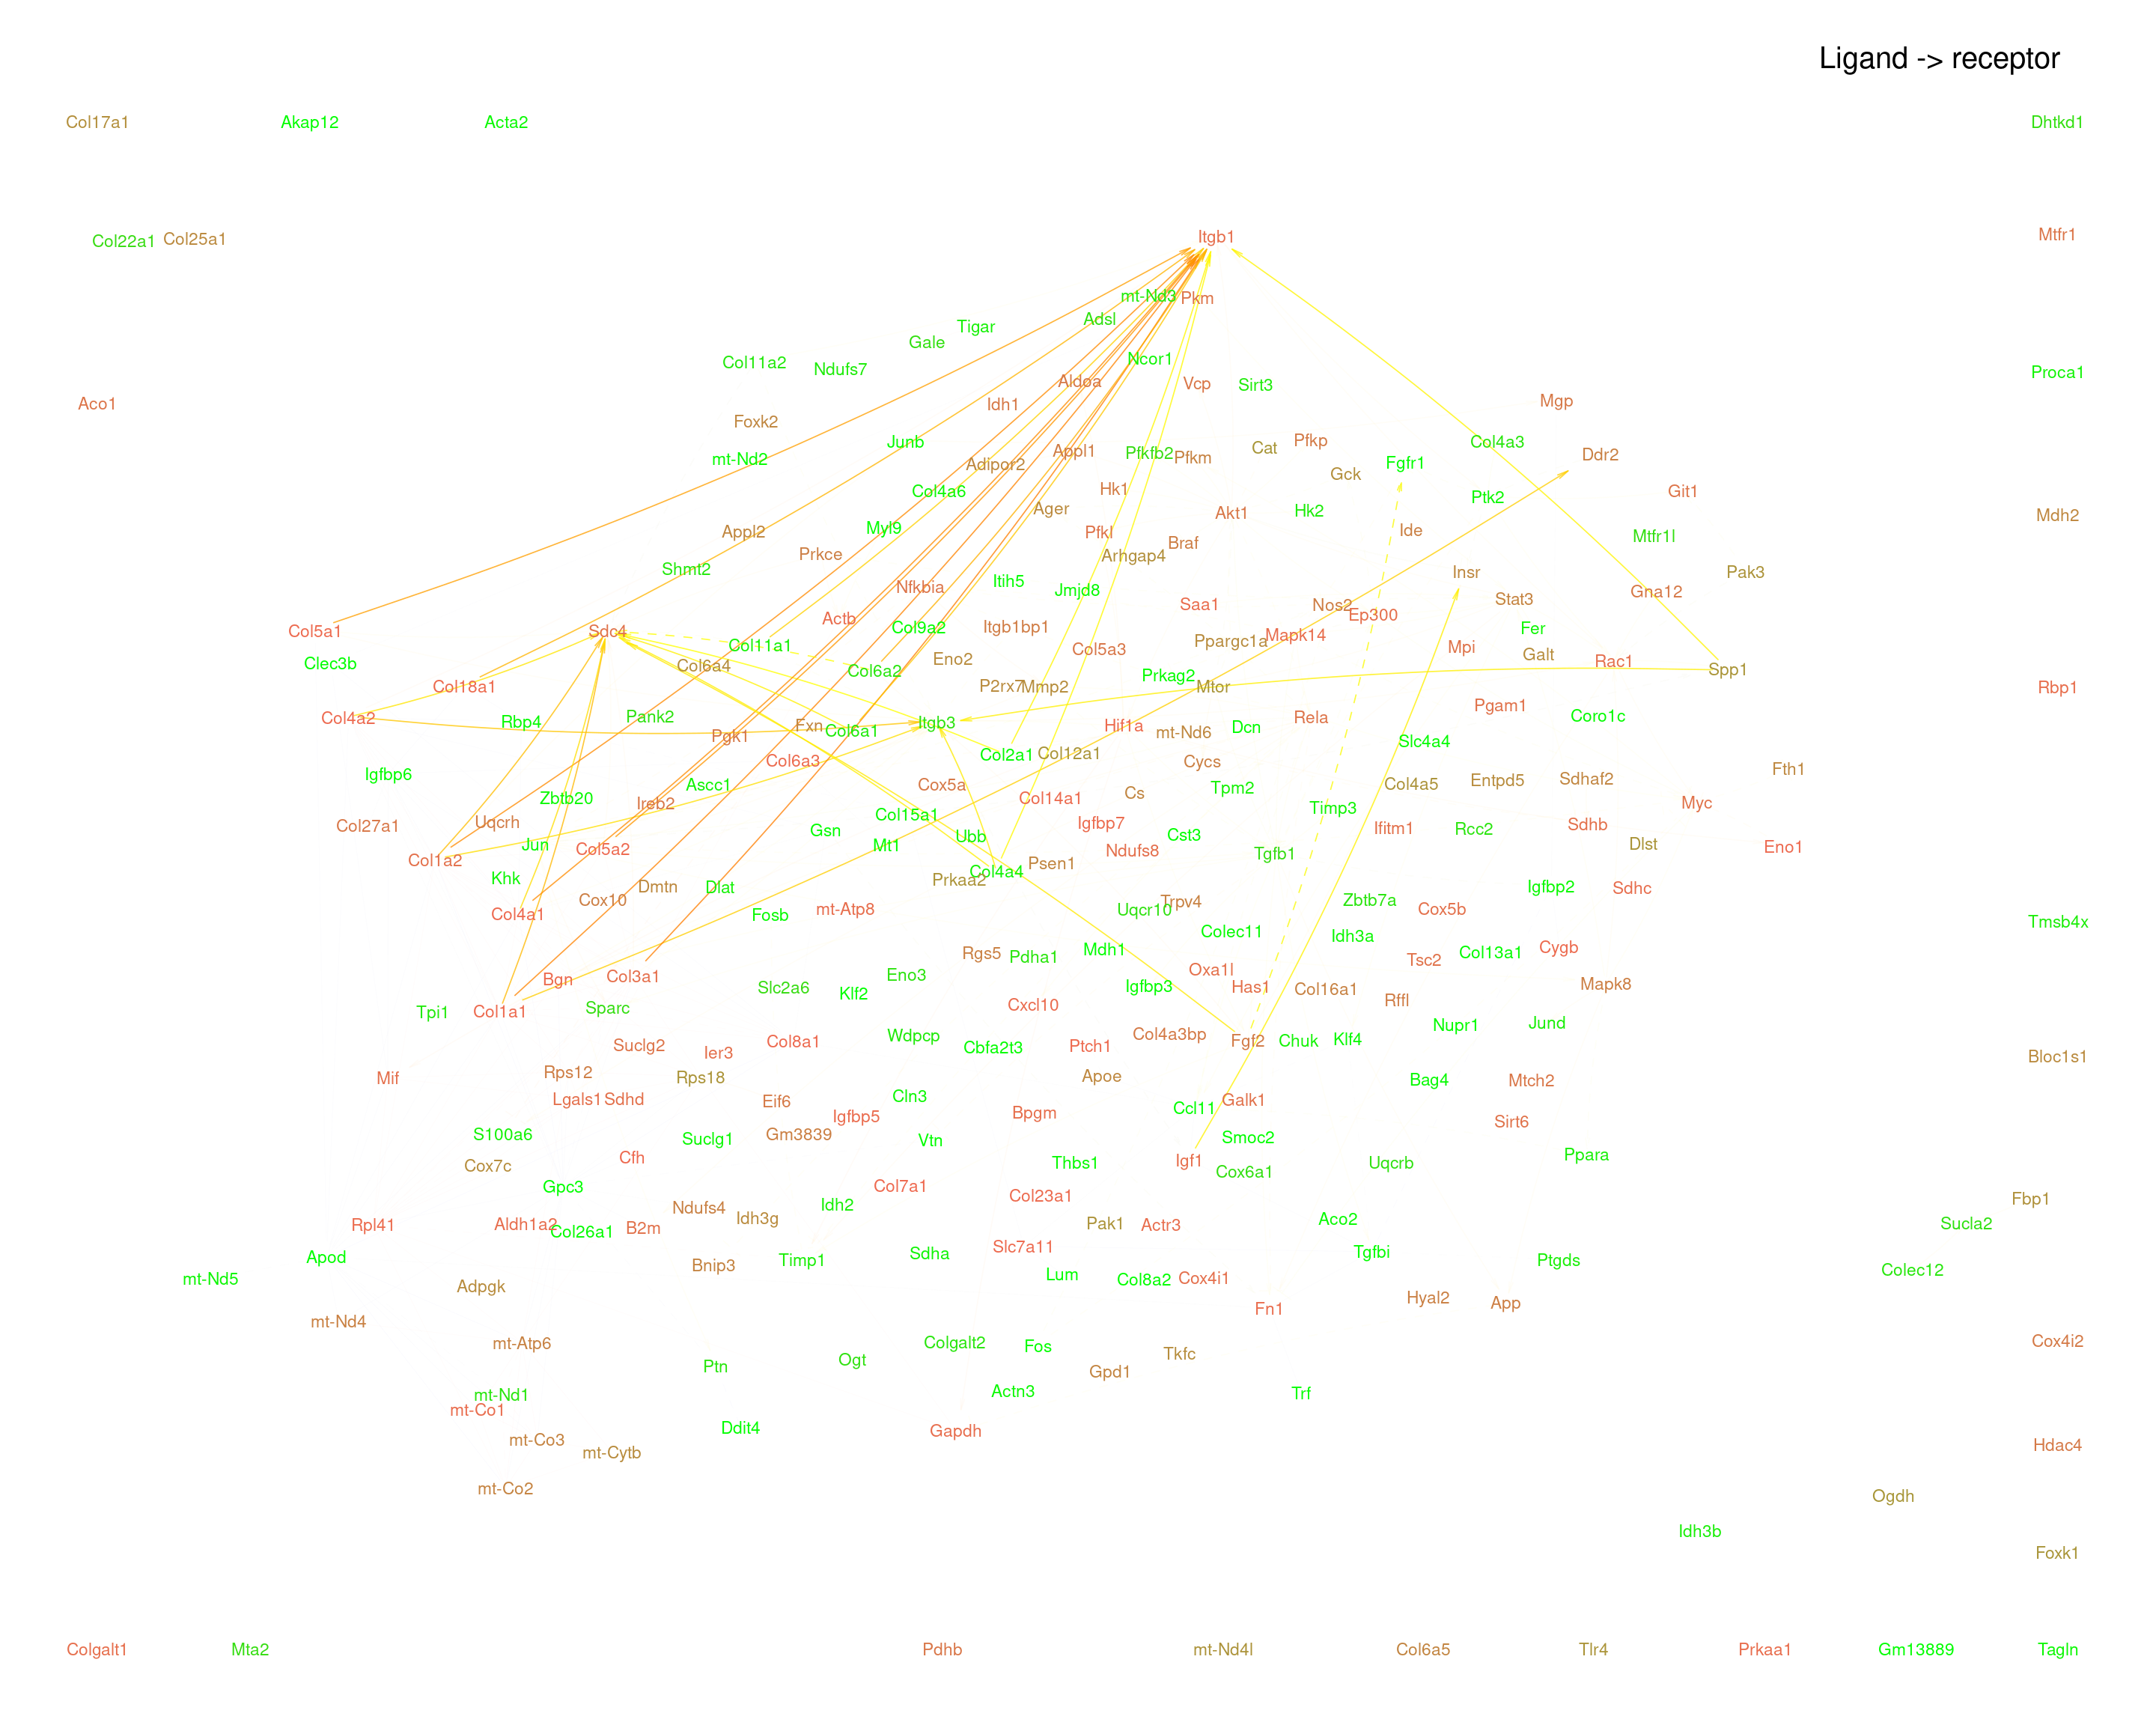 Ligand -> receptor
Col17a1 Akap12 Acta2 Dhtkd1
Col22a1 Col25a1 Itgb1 Mtfr1
mt-Nd3 Pkm
Tigar Adsl
Gale
Col11a2 Ndufs7 Ncor1 Proca1
Aldoa Vcp Sirt3
Aco1 Idh1 Mgp
Foxk2
Junb Appl1 Pfkfb2 Pfkm Cat Pfkp Col4a3 Ddr2
mt-Nd2 Adipor2 Gck Fgfr1
Col4a6 Hk1 Ptk2 Git1
Ager Akt1 Hk2 Mdh2
Appl2 Myl9 Pfkl Braf Ide Mtfr1l
Prkce Arhgap4
Shmt2 Nfkbia Itih5 Jmjd8 Insr Pak3
Saa1 Nos2 Stat3 Gna12
Col5a1 Sdc4 Actb Col9a2 Itgb1bp1 Mapk14 Ep300 Fer
Clec3b Col11a1 Col6a4 Col6a2 Eno2 Col5a3 Ppargc1a Mpi Galt Rac1 Spp1
Col18a1 P2rx7 Mmp2 Prkag2 Mtor Rbp1
Col4a2 Rbp4 Pank2 Fxn Col6a1 Itgb3 Hif1a Dcn Rela Pgam1 Coro1c
Pgk1 Col6a3 Col2a1 Col12a1 mt-Nd6 Slc4a4
Igfbp6 Ascc1 Cox5a Cycs Col4a5 Entpd5 Sdhaf2 Fth1
Zbtb20 Ireb2 Col14a1 Cs Tpm2 Timp3 Myc
Col27a1 Uqcrh Gsn Col15a1 Ubb Igfbp7 Cst3 Ifitm1 Rcc2 Sdhb
Col1a2 Jun Col5a2 Mt1 Psen1 Ndufs8 Tgfb1 Dlst Eno1
Khk Dmtn Dlat Prkaa2 Col4a4 Igfbp2 Sdhc
Col4a1 Cox10 Fosb mt-Atp8 Uqcr10 Trpv4 Zbtb7a Cox5b Tmsb4x
Rgs5 Pdha1 Mdh1 Colec11 Idh3a Tsc2 Col13a1 Cygb
Bgn Col3a1 Slc2a6 Klf2 Eno3 Igfbp3 Oxa1l Has1 Col16a1 Rffl Mapk8
Tpi1 Col1a1 Sparc Cxcl10
Suclg2 Ier3 Col8a1 Wdpcp Cbfa2t3 Ptch1 Col4a3bp Fgf2 Chuk Klf4 Nupr1 Jund
Mif Rps12 Rps18 Apoe Bag4 Mtch2 Bloc1s1
Lgals1 Sdhd Eif6 Igfbp5 Cln3 Bpgm Ccl11 Galk1
S100a6 Suclg1 Gm3839 Vtn Smoc2 Sirt6
Cox7c Gpc3 Cfh Col7a1 Thbs1 Igf1 Cox6a1 Uqcrb Ppara
Rpl41 Aldh1a2 Col26a1 B2m Ndufs4 Idh3g Idh2 Col23a1 Pak1 Actr3 Aco2 Sucla2 Fbp1
Apod mt-Nd5 Bnip3 Timp1 Sdha Slc7a11 Tgfbi Ptgds Colec12
Adpgk Lum Col8a2 Cox4i1
mt-Nd4 mt-Atp6 Fn1 Hyal2 App
Ptn Ogt Colgalt2 Fos Gpd1 Tkfc Cox4i2
mt-Nd1 Actn3 Trf
mt-Co1 Ddit4 Gapdh
mt-Co3 mt-Cytb Hdac4
mt-Co2 Ogdh
Idh3b Foxk1
Colgalt1 Mta2 Pdhb mt-Nd4l Col6a5 Tlr4 Prkaa1 Gm13889 Tagln